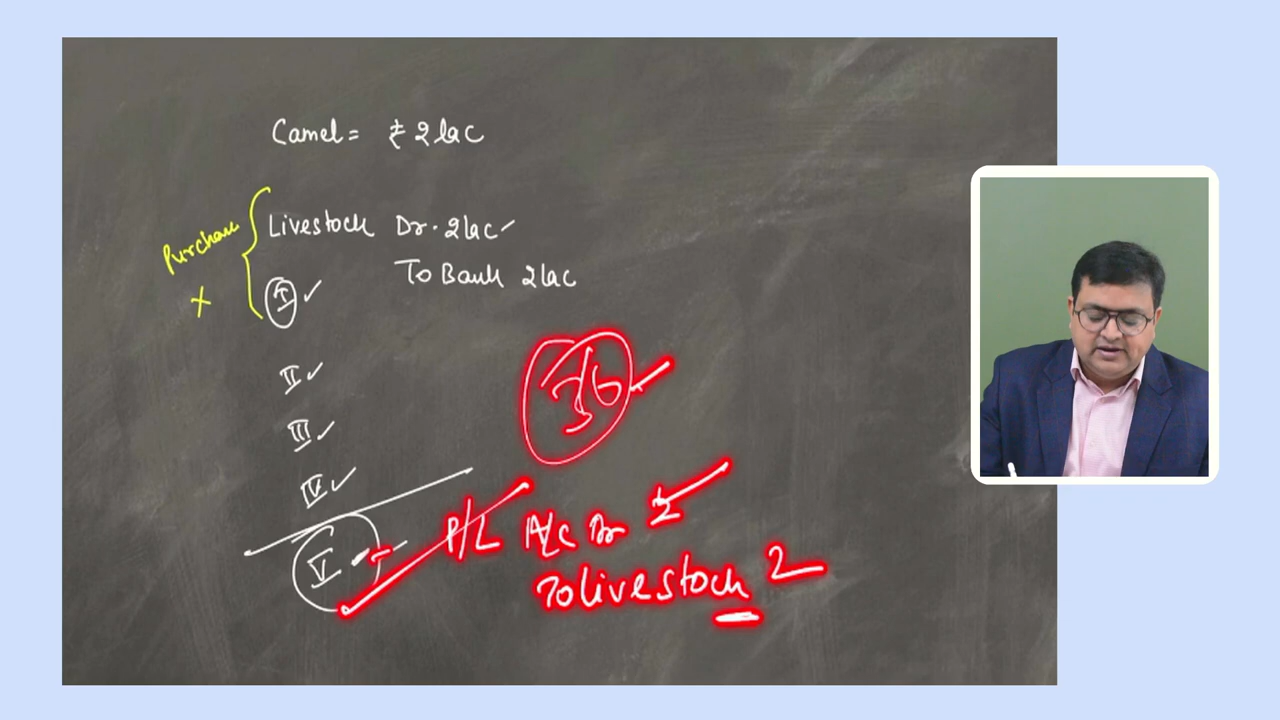 Camel = ₹ 2 lac
Purchase
Livestock Dr. 2 lac
To Bank 2 lac
X
I
II
III
IV
V
P/L A/c Dr 2
To livestock 2